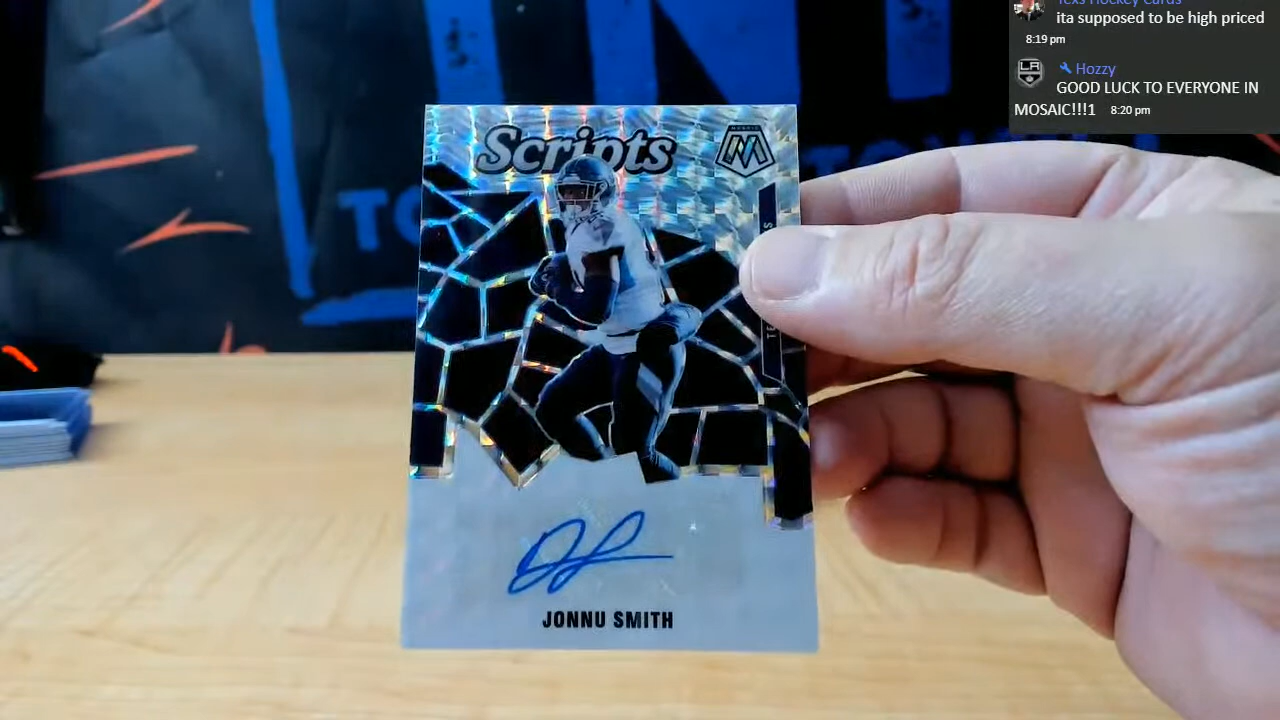 Texs Hockey Cards
ita supposed to be high priced
8:19 pm
Hozzy
GOOD LUCK TO EVERYONE IN
MOSAIC!!!1 8:20 pm
Scripts
MOSAIC
JONNU SMITH